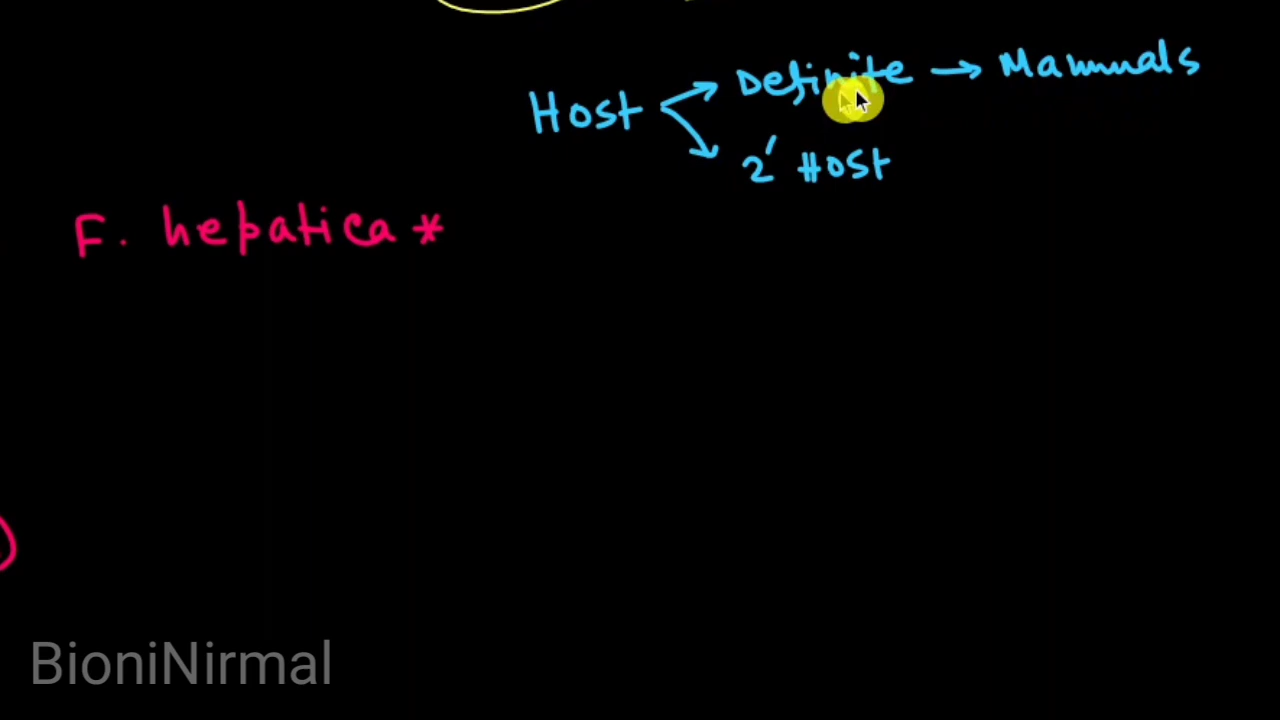 Host → Definite → Mammals
→ 2' Host
F. hepatica *
BioniNirmal